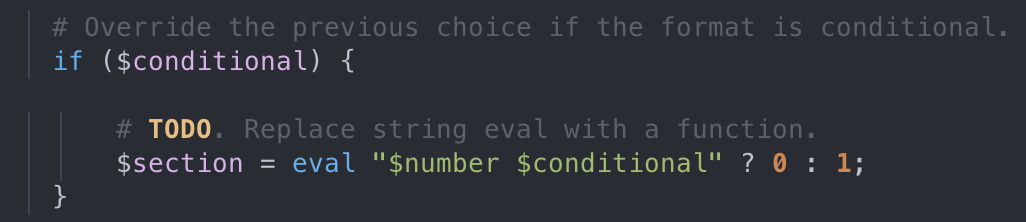 # Override the previous choice if the format is conditional.
if ($conditional) {
# TODO. Replace string eval with a function.
$section = eval "$number $conditional" ? 0 : 1;
}